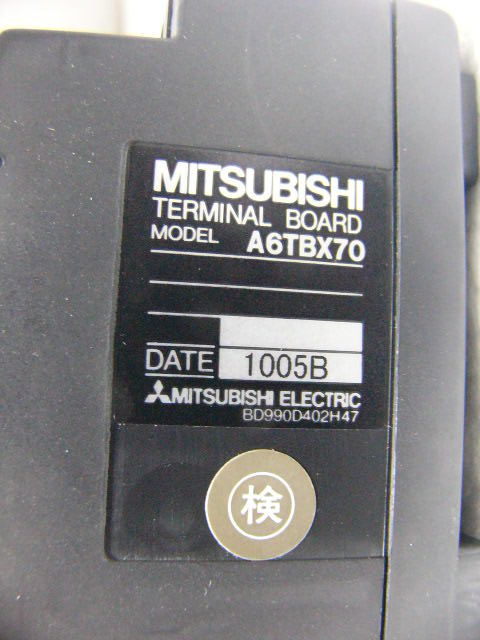 MITSUBISHI
TERMINAL BOARD
MODEL A6TBX70
DATE 1005B
MITSUBISHI ELECTRIC
BD990D402H47
検